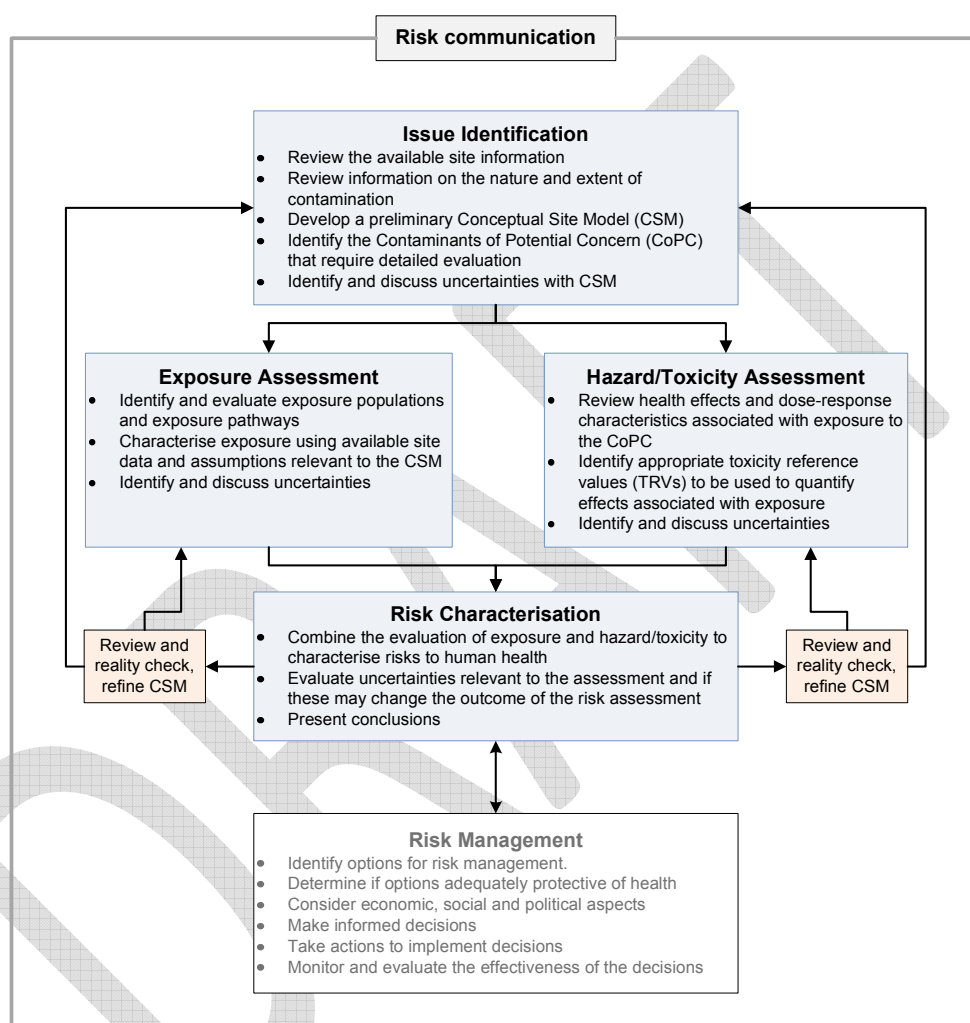 Risk communication
Issue Identification
• Review the available site information
• Review information on the nature and extent of
contamination
• Develop a preliminary Conceptual Site Model (CSM)
• Identify the Contaminants of Potential Concern (CoPC)
that require detailed evaluation
• Identify and discuss uncertainties with CSM
Exposure Assessment
• Identify and evaluate exposure populations
and exposure pathways
• Characterise exposure using available site
data and assumptions relevant to the CSM
• Identify and discuss uncertainties
Hazard/Toxicity Assessment
• Review health effects and dose-response
characteristics associated with exposure to
the CoPC
• Identify appropriate toxicity reference
values (TRVs) to be used to quantify
effects associated with exposure
• Identify and discuss uncertainties
Risk Characterisation
• Combine the evaluation of exposure and hazard/toxicity to
characterise risks to human health
• Evaluate uncertainties relevant to the assessment and if
these may change the outcome of the risk assessment
• Present conclusions
Review and
reality check,
refine CSM
Review and
reality check,
refine CSM
Risk Management
• Identify options for risk management.
• Determine if options adequately protective of health
• Consider economic, social and political aspects
• Make informed decisions
• Take actions to implement decisions
• Monitor and evaluate the effectiveness of the decisions
DRAFT